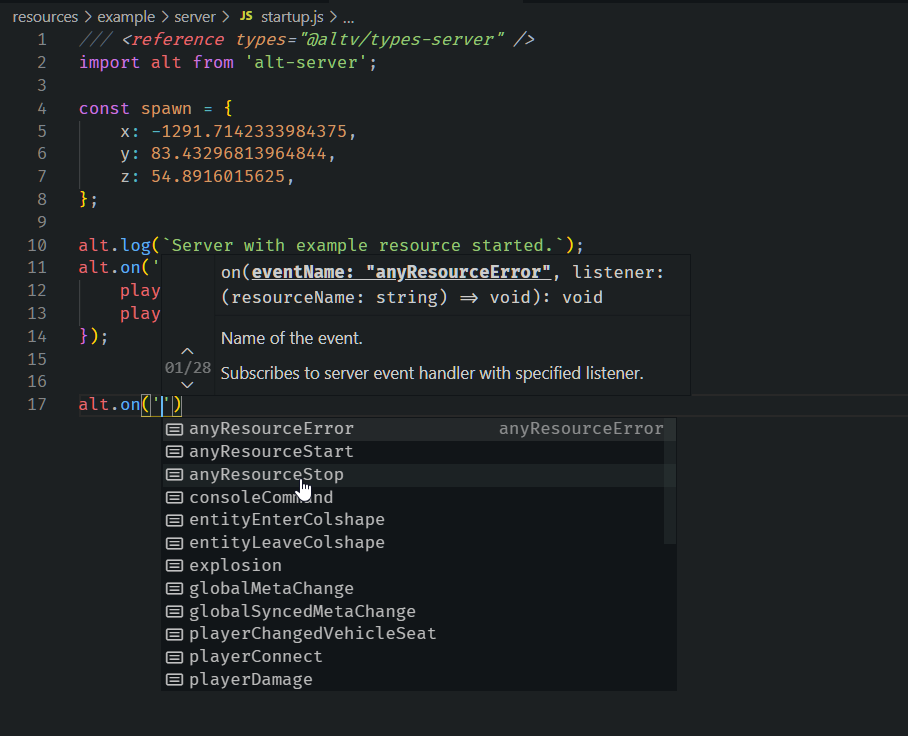 resources > example > server > JS startup.js > ...
1 /// <reference types="@altv/types-server" />
2 import alt from 'alt-server';
3
4 const spawn = {
5 x: -1291.7142333984375,
6 y: 83.43296813964844,
7 z: 54.8916015625,
8 };
9
10 alt.log(`Server with example resource started.`);
11 alt.on('
12 play
13 play
14 });
15
16
17 alt.on('')
on(eventName: "anyResourceError", listener:
(resourceName: string) => void): void
Name of the event.
01/28
Subscribes to server event handler with specified listener.
anyResourceError anyResourceError
anyResourceStart
anyResourceStop
consoleCommand
entityEnterColshape
entityLeaveColshape
explosion
globalMetaChange
globalSyncedMetaChange
playerChangedVehicleSeat
playerConnect
playerDamage